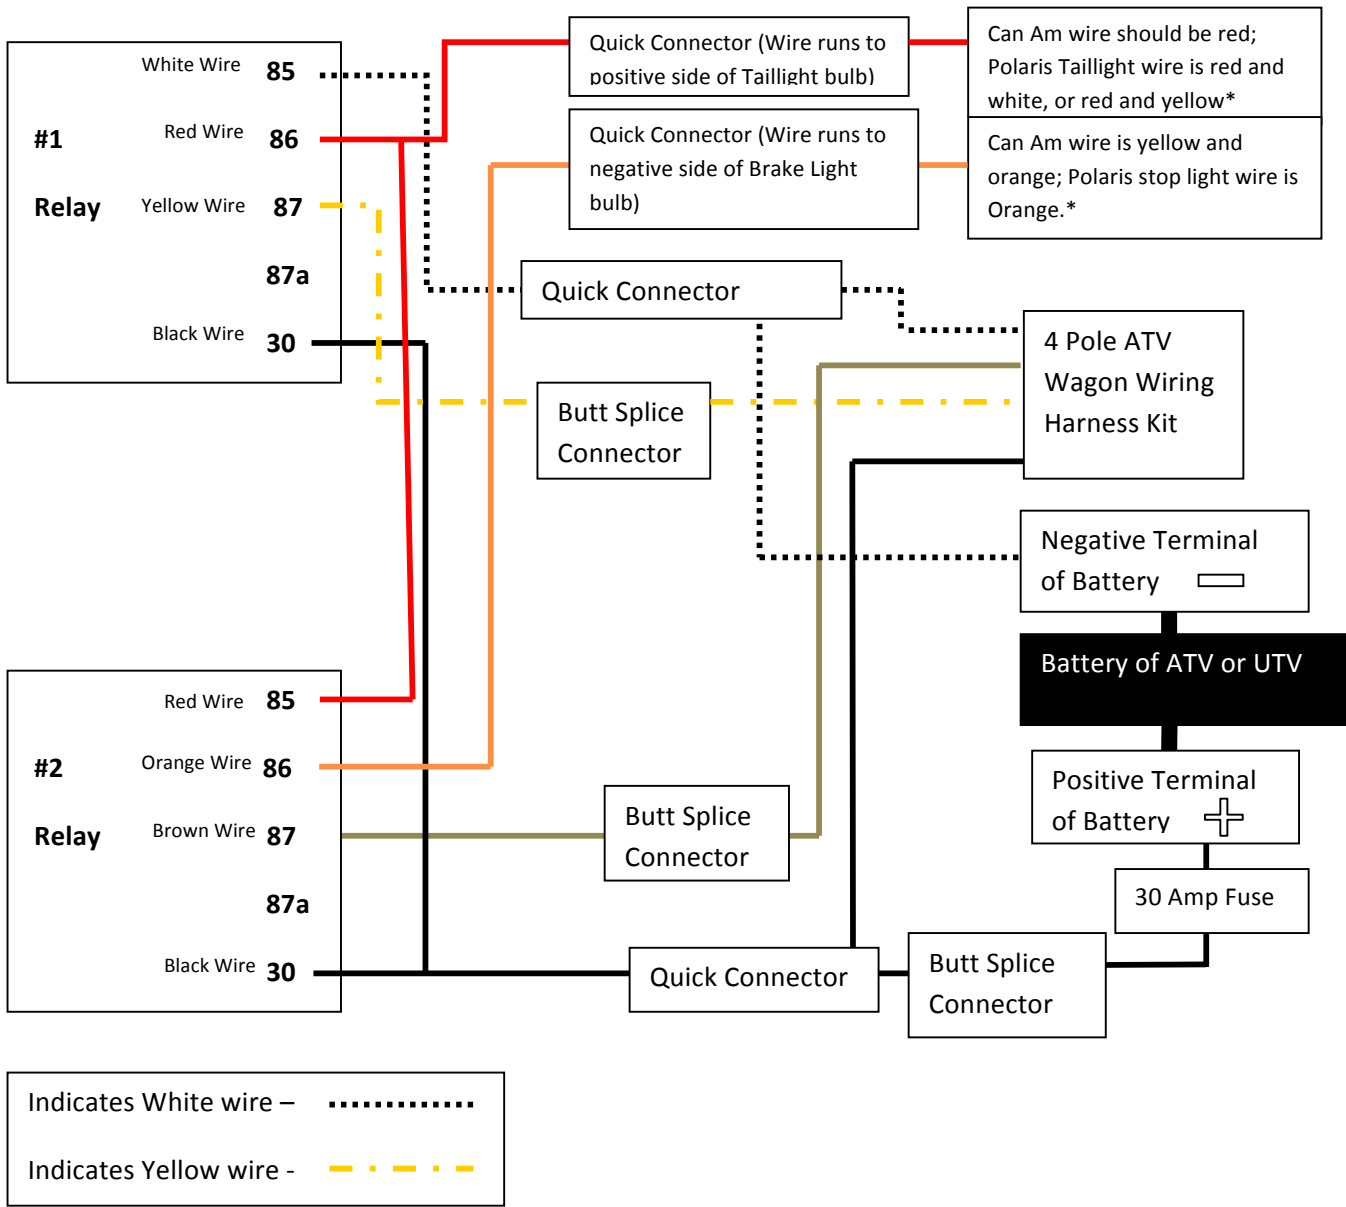 White Wire 85
#1
Red Wire 86
Relay
Yellow Wire 87
87a
Black Wire 30
Quick Connector (Wire runs to
positive side of Taillight bulb)
Can Am wire should be red;
Polaris Taillight wire is red and
white, or red and yellow*
Quick Connector (Wire runs to
negative side of Brake Light
bulb)
Can Am wire is yellow and
orange; Polaris stop light wire is
Orange.*
Quick Connector
4 Pole ATV
Wagon Wiring
Harness Kit
Butt Splice
Connector
Negative Terminal
of Battery
Battery of ATV or UTV
Positive Terminal
of Battery
30 Amp Fuse
Red Wire 85
#2
Orange Wire 86
Relay
Brown Wire 87
87a
Black Wire 30
Butt Splice
Connector
Quick Connector
Butt Splice
Connector
Indicates White wire –
Indicates Yellow wire -